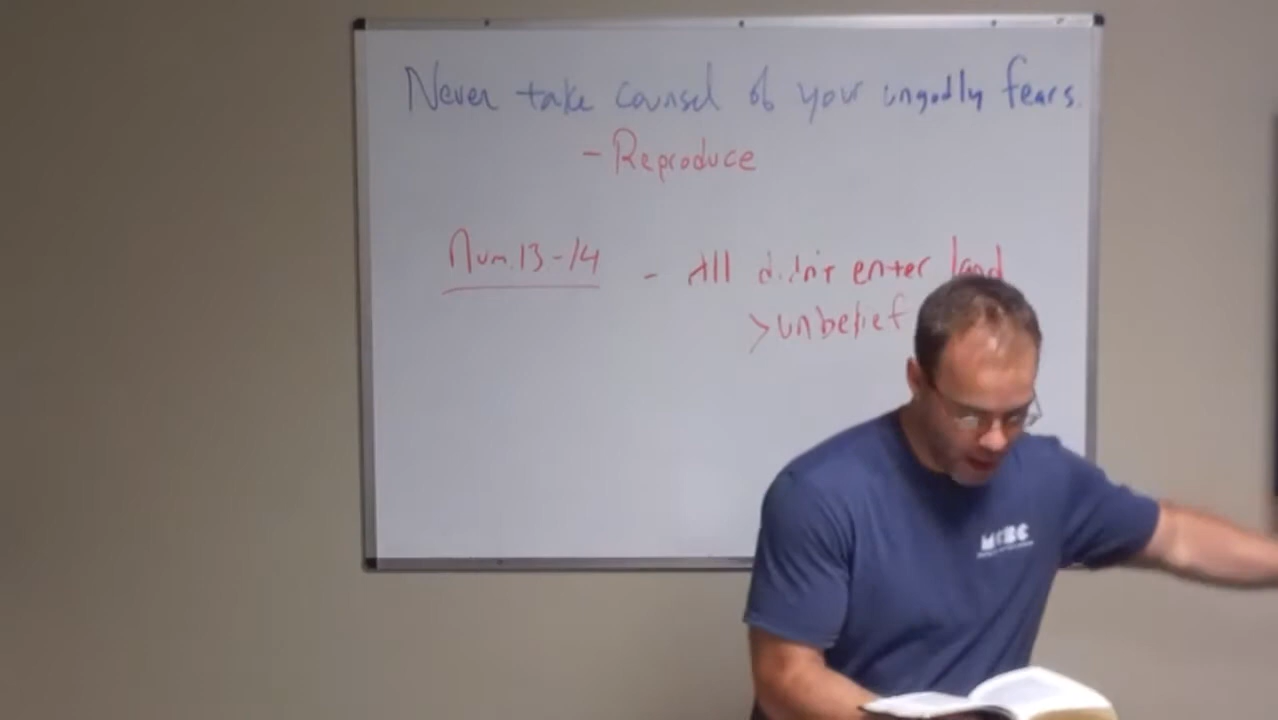 Never take counsel of your ungodly fears.
- Reproduce
Num. 13-14 - All didn't enter land
>unbelief